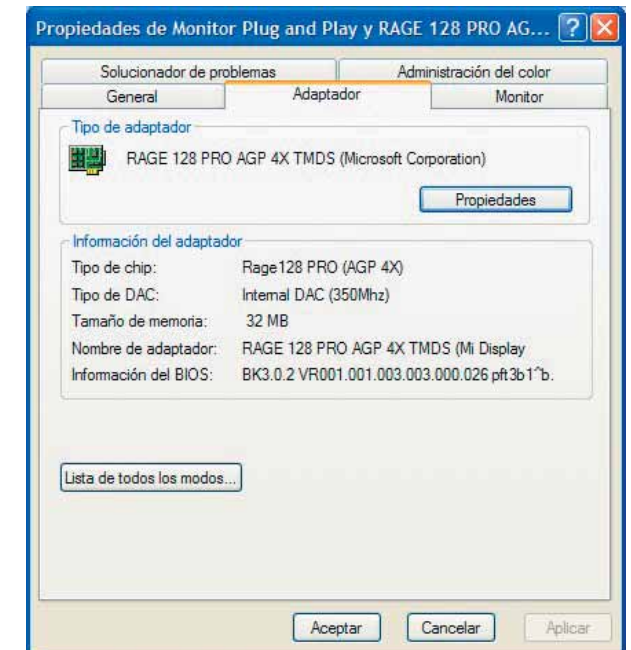 Propiedades de Monitor Plug and Play y RAGE 128 PRO AG...
Solucionador de problemas Administración del color
General Adaptador Monitor
Tipo de adaptador
RAGE 128 PRO AGP 4X TMDS (Microsoft Corporation)
Propiedades
Información del adaptador
Tipo de chip: Rage128 PRO (AGP 4X)
Tipo de DAC: Internal DAC (350Mhz)
Tamaño de memoria: 32 MB
Nombre de adaptador: RAGE 128 PRO AGP 4X TMDS (Mi Display
Información del BIOS: BK3.0.2 VR001.001.003.003.000.026 pft3b1^b.
Lista de todos los modos...
Aceptar Cancelar Aplicar